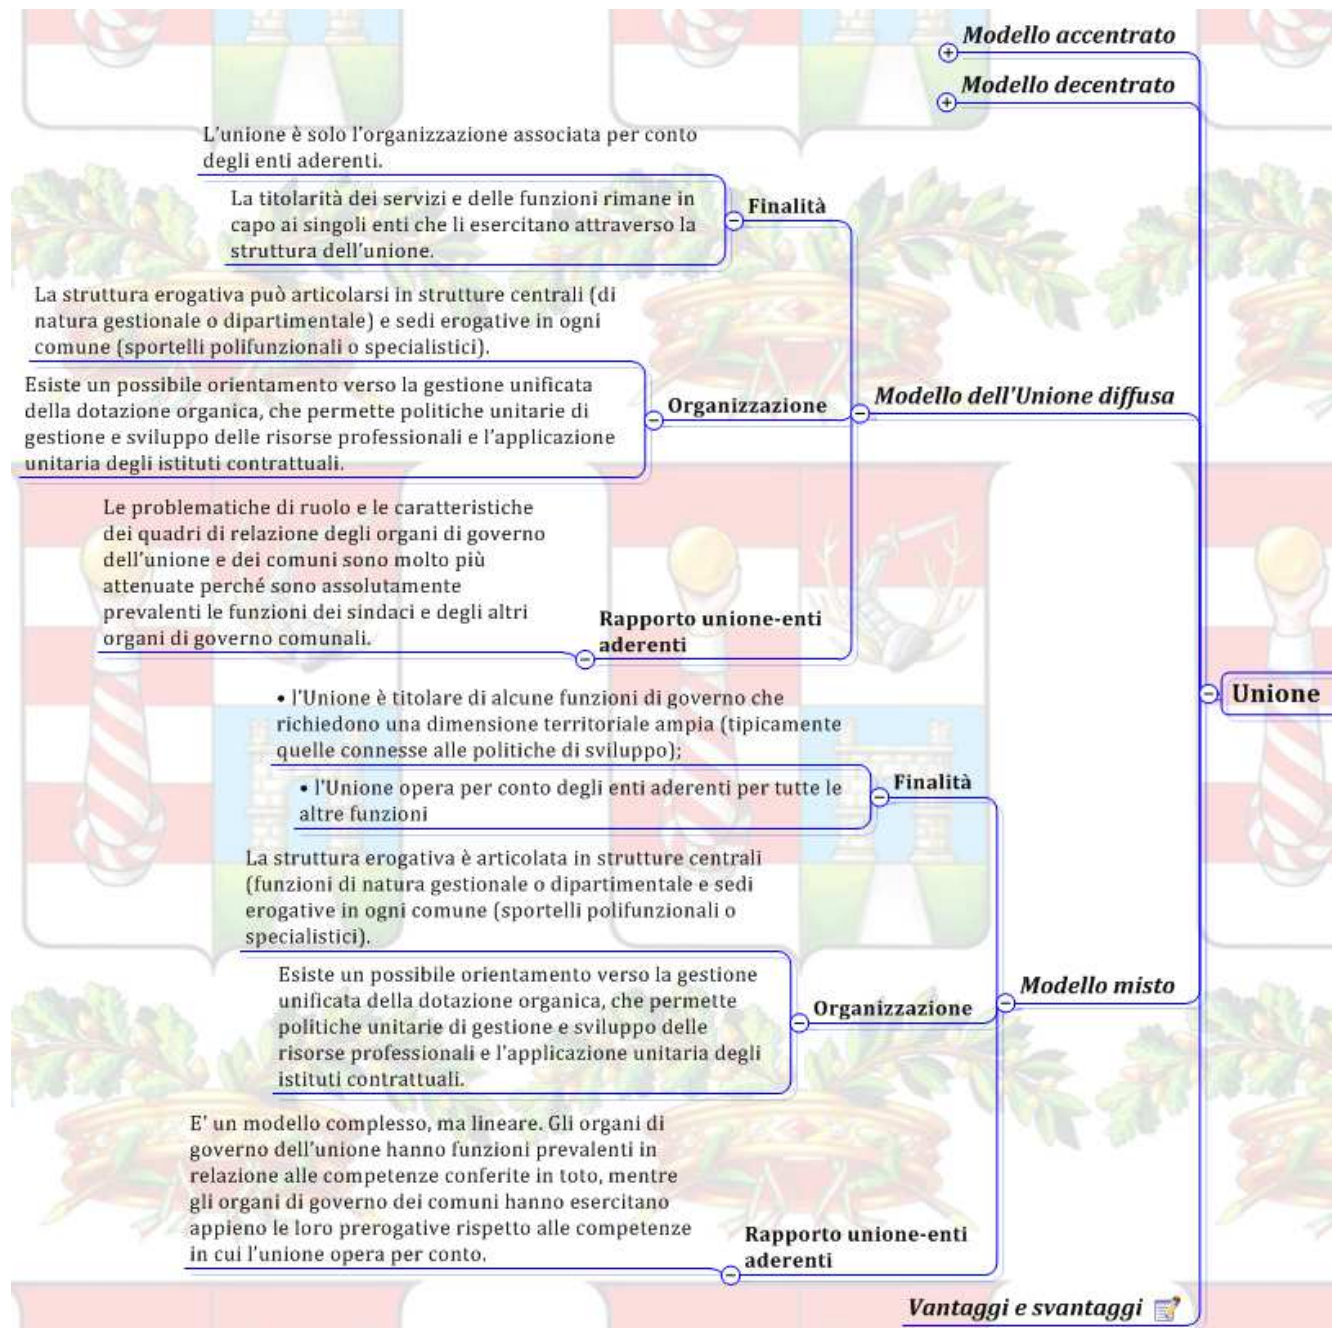 Modello accentrato
Modello decentrato
L'unione è solo l'organizzazione associata per conto
degli enti aderenti.
La titolarità dei servizi e delle funzioni rimane in
capo ai singoli enti che li esercitano attraverso la
struttura dell'unione.
Finalità
La struttura erogativa può articolarsi in strutture centrali (di
natura gestionale o dipartimentale) e sedi erogative in ogni
comune (sportelli polifunzionali o specialistici).
Esiste un possibile orientamento verso la gestione unificata
della dotazione organica, che permette politiche unitarie di
gestione e sviluppo delle risorse professionali e l'applicazione
unitaria degli istituti contrattuali.
Organizzazione
Modello dell'Unione diffusa
Le problematiche di ruolo e le caratteristiche
dei quadri di relazione degli organi di governo
dell'unione e dei comuni sono molto più
attenuate perché sono assolutamente
prevalenti le funzioni dei sindaci e degli altri
organi di governo comunali.
Rapporto unione-enti
aderenti
Unione
• l'Unione è titolare di alcune funzioni di governo che
richiedono una dimensione territoriale ampia (tipicamente
quelle connesse alle politiche di sviluppo);
• l'Unione opera per conto degli enti aderenti per tutte le
altre funzioni
Finalità
La struttura erogativa è articolata in strutture centrali
(funzioni di natura gestionale o dipartimentale e sedi
erogative in ogni comune (sportelli polifunzionali o
specialistici).
Esiste un possibile orientamento verso la gestione
unificata della dotazione organica, che permette
politiche unitarie di gestione e sviluppo delle
risorse professionali e l'applicazione unitaria degli
istituti contrattuali.
Organizzazione
Modello misto
E' un modello complesso, ma lineare. Gli organi di
governo dell'unione hanno funzioni prevalenti in
relazione alle competenze conferite in toto, mentre
gli organi di governo dei comuni hanno esercitano
appieno le loro prerogative rispetto alle competenze
in cui l'unione opera per conto.
Rapporto unione-enti
aderenti
Vantaggi e svantaggi